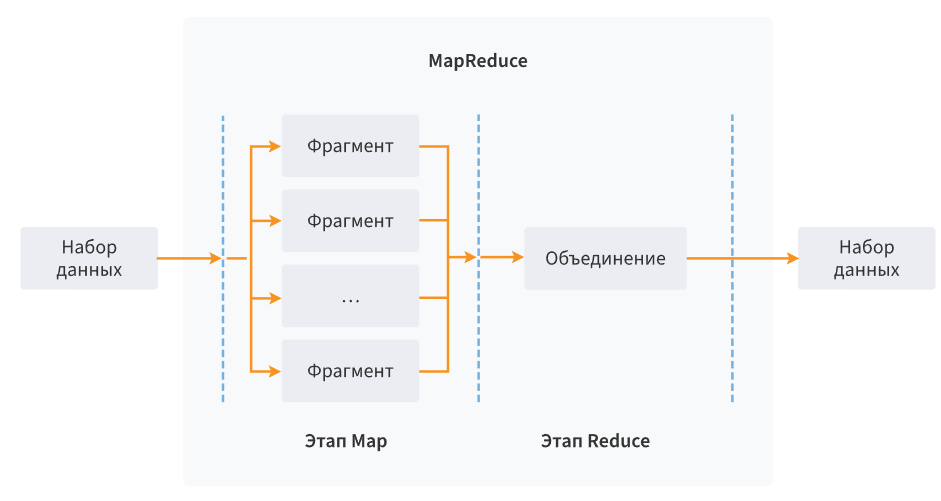 MapReduce
Набор
данных
Фрагмент
Фрагмент
...
Фрагмент
Объединение
Набор
данных
Этап Map
Этап Reduce